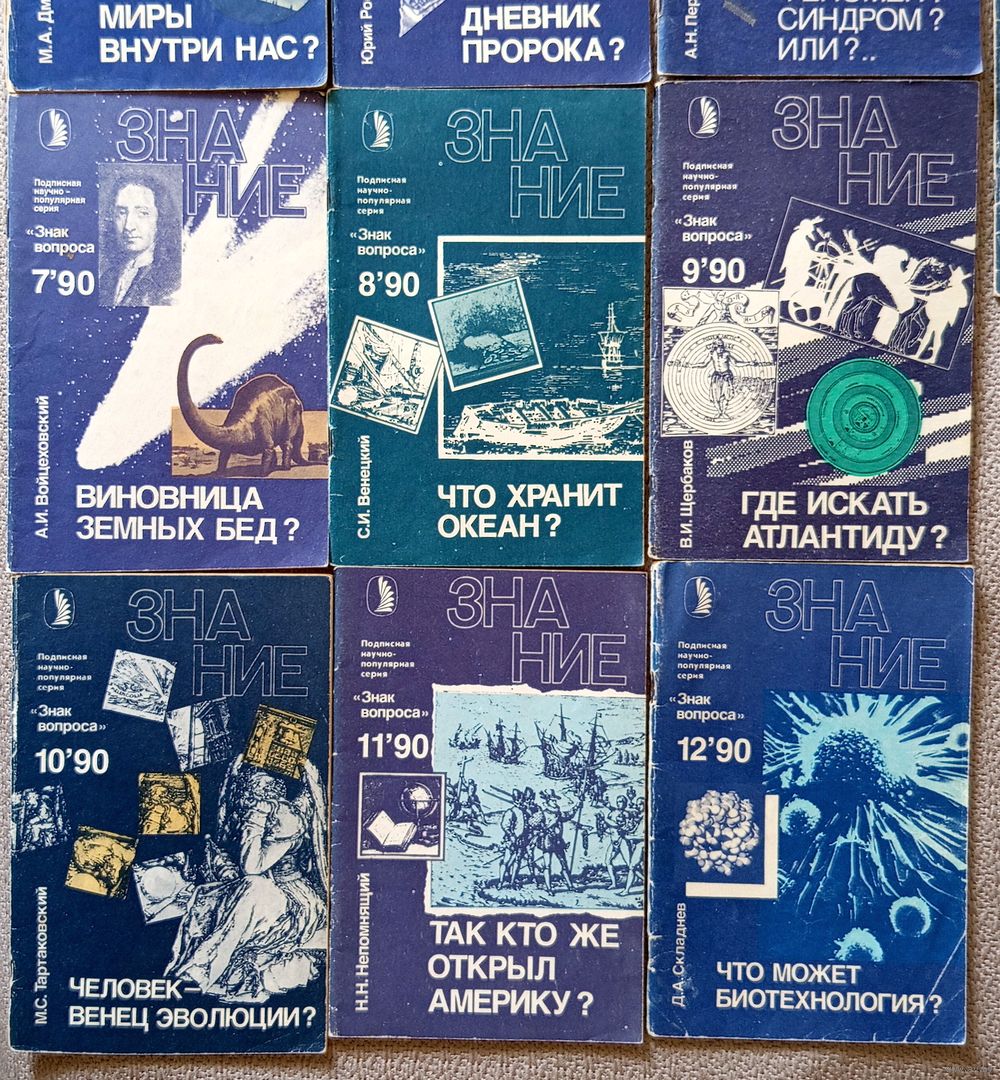 М.А. Дм
МИРЫ
ВНУТРИ НАС?
Юрий Ро
ДНЕВНИК
ПРОРОКА?
А.Н. Пер
СИНДРОМ?
ИЛИ?..
ЗНА
НИЕ
Подписная
научно-
популярная
серия
«Знак
вопроса
7'90
А.И. Войцеховский
ВИНОВНИЦА
ЗЕМНЫХ БЕД?
ЗНА
НИЕ
Подписная
научно-
популярная
серия
«Знак
вопроса»
8'90
С.И. Венецкий
ЧТО ХРАНИТ
ОКЕАН?
ЗНА
НИЕ
Подписная
научно-
популярная
серия
«Знак
вопроса»
9'90
В.И. Щербаков
ГДЕ ИСКАТЬ
АТЛАНТИДУ?
ЗНА
НИЕ
Подписная
научно-
популярная
серия
«Знак
вопроса»
10'90
М.С. Тартаковский
ЧЕЛОВЕК—
ВЕНЕЦ ЭВОЛЮЦИИ?
ЗНА
НИЕ
Подписная
научно-
популярная
серия
«Знак
вопроса»
11'90
Н.Н. Непомнящий
ТАК КТО ЖЕ
ОТКРЫЛ
АМЕРИКУ?
ЗНА
НИЕ
Подписная
научно-
популярная
серия
«Знак
вопроса»
12'90
Д.А. Складнев
ЧТО МОЖЕТ
БИОТЕХНОЛОГИЯ?